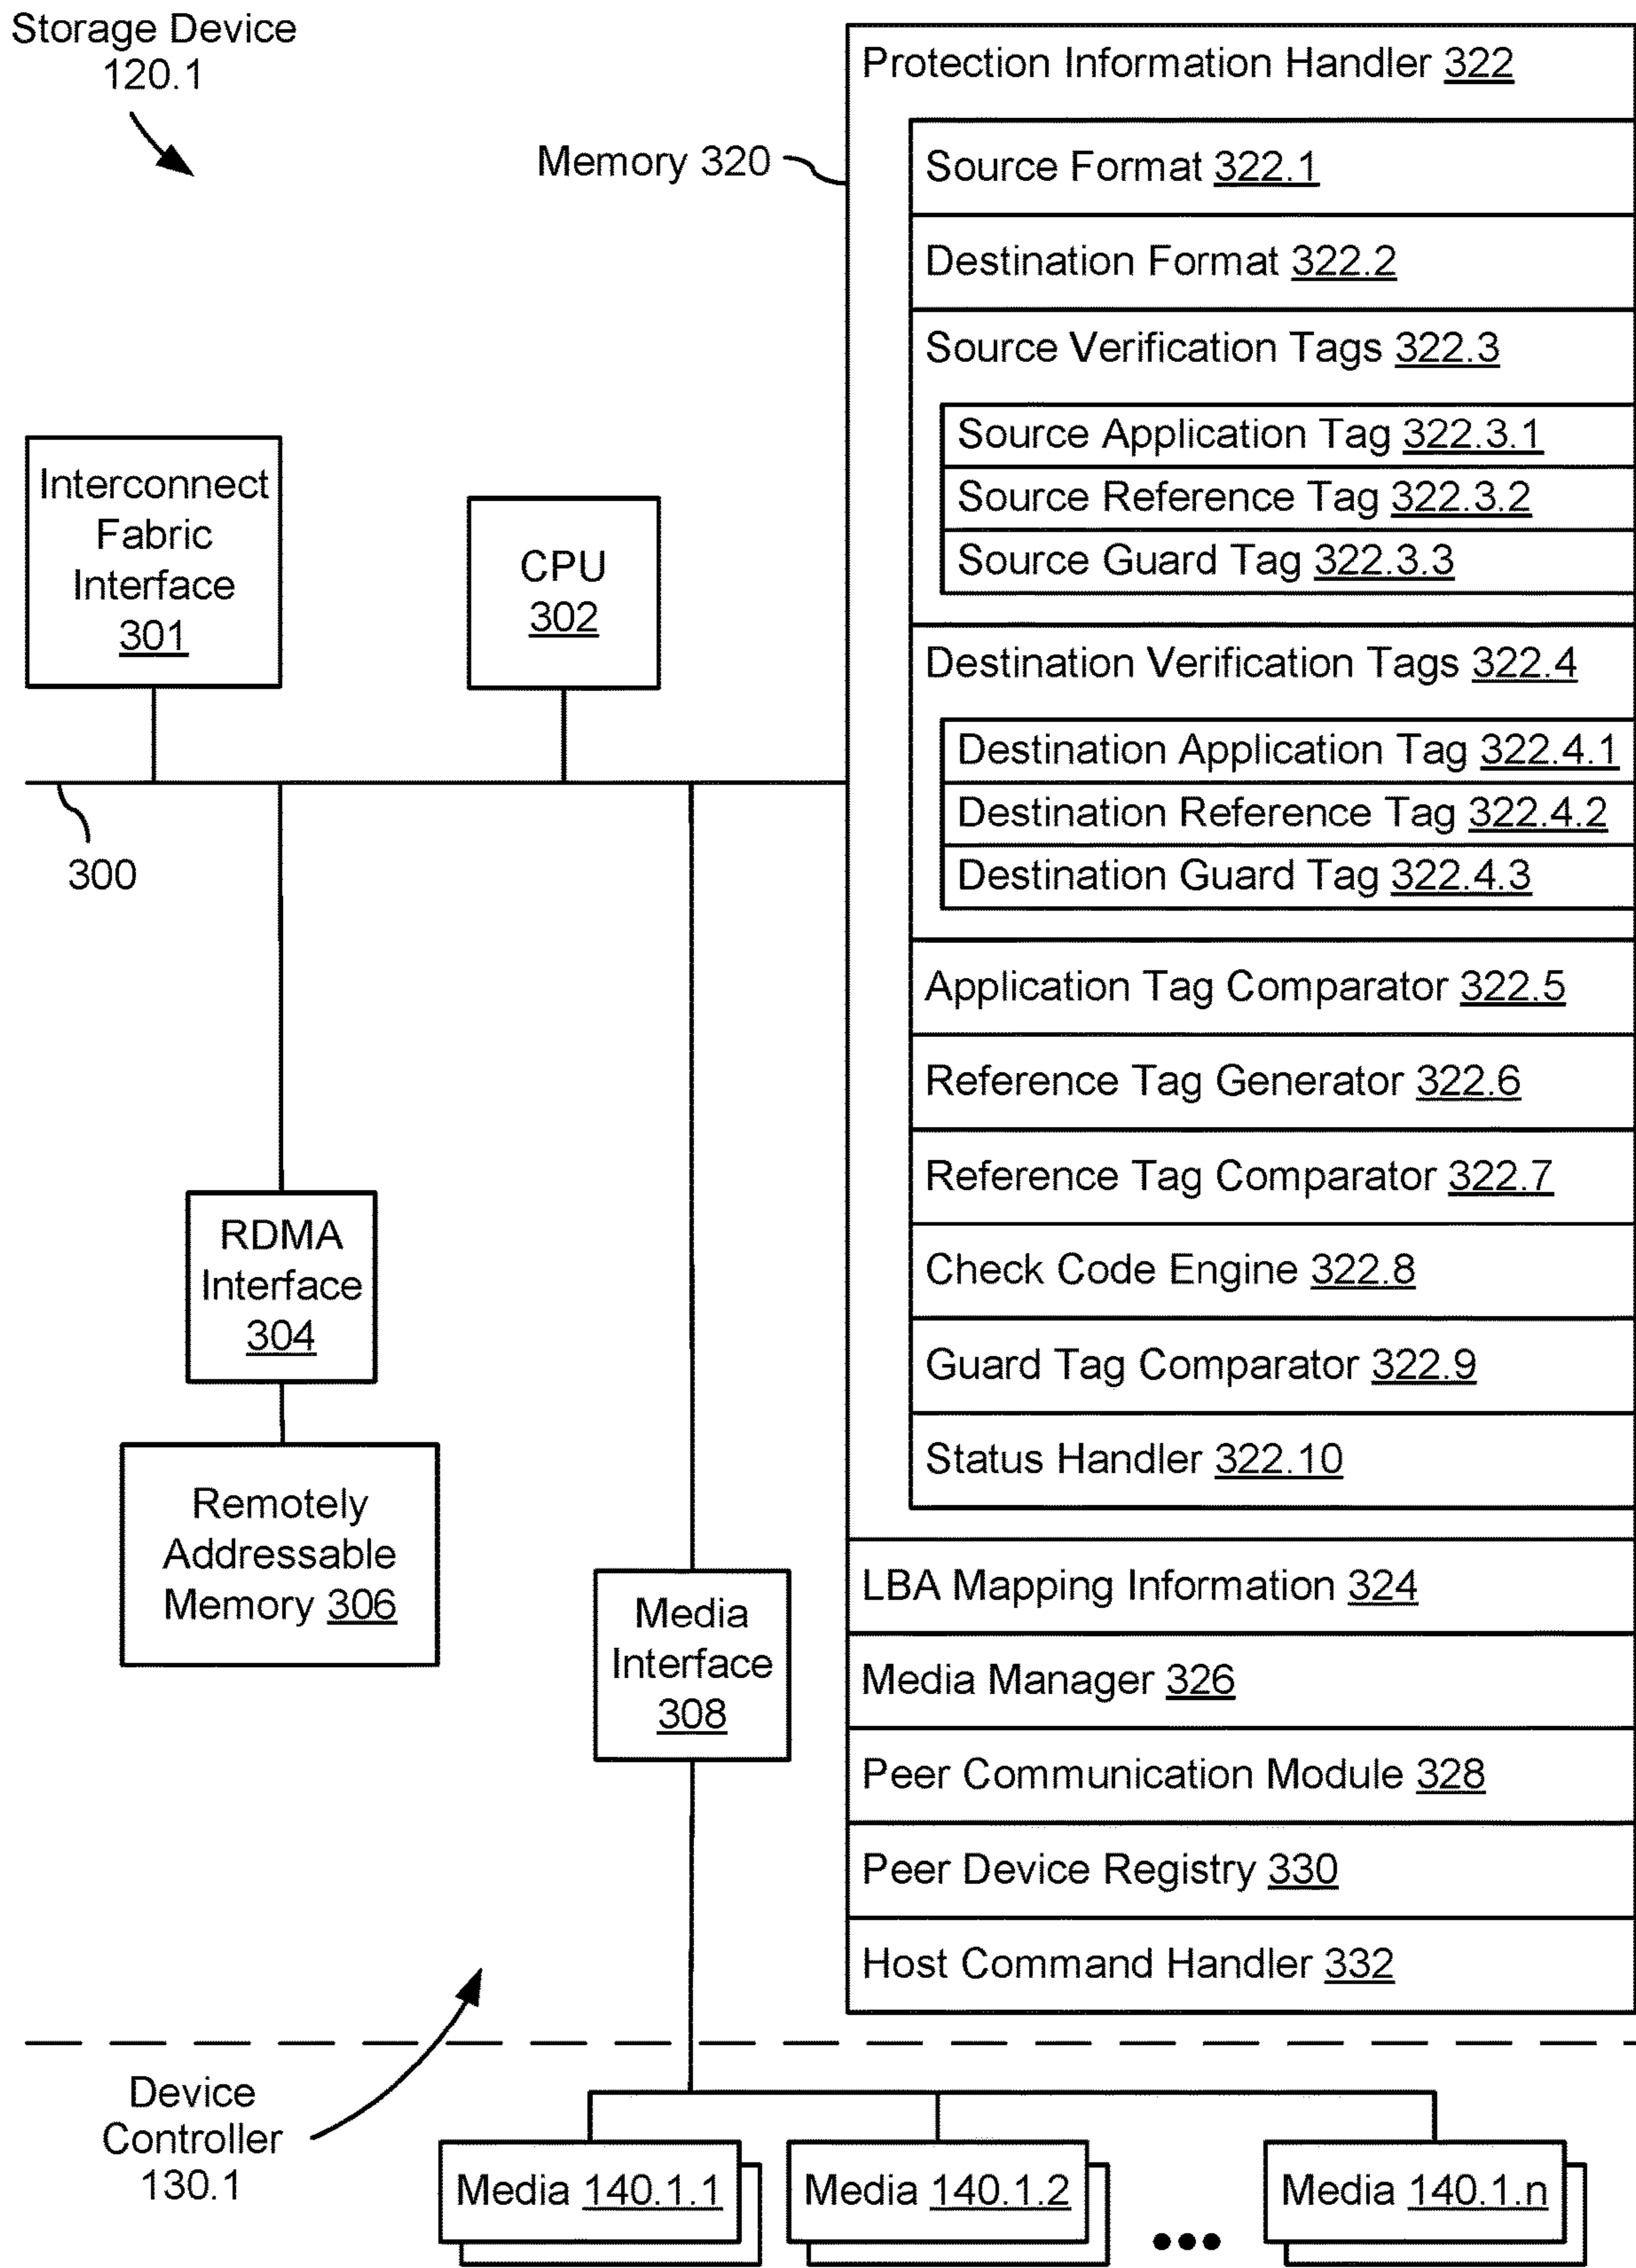 Storage Device
120.1
Memory 320
Protection Information Handler 322
Source Format 322.1
Destination Format 322.2
Source Verification Tags 322.3
Source Application Tag 322.3.1
Source Reference Tag 322.3.2
Source Guard Tag 322.3.3
Destination Verification Tags 322.4
Destination Application Tag 322.4.1
Destination Reference Tag 322.4.2
Destination Guard Tag 322.4.3
Application Tag Comparator 322.5
Reference Tag Generator 322.6
Reference Tag Comparator 322.7
Check Code Engine 322.8
Guard Tag Comparator 322.9
Status Handler 322.10
LBA Mapping Information 324
Media Manager 326
Peer Communication Module 328
Peer Device Registry 330
Host Command Handler 332
Interconnect
Fabric
Interface
301
CPU
302
300
RDMA
Interface
304
Remotely
Addressable
Memory 306
Media
Interface
308
Device
Controller
130.1
Media 140.1.1
Media 140.1.2
Media 140.1.n